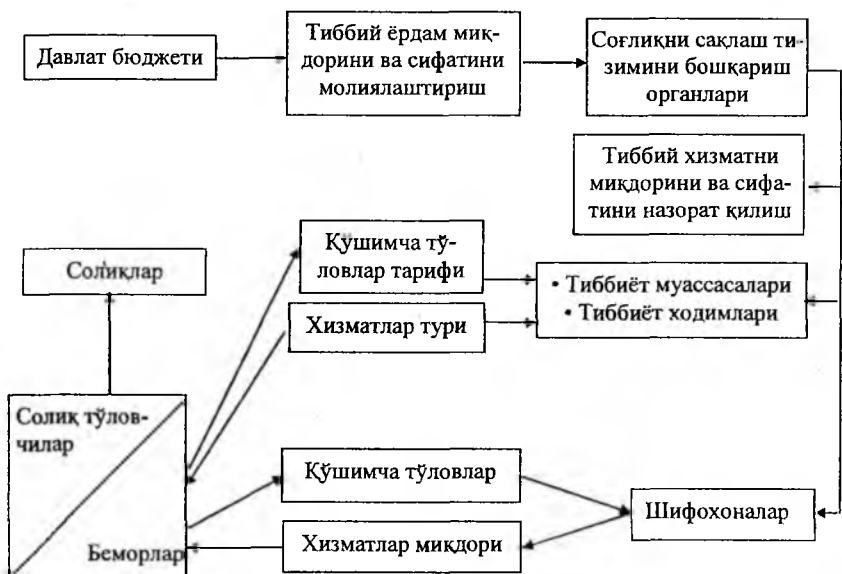 Давлат бюджети
Тиббий ёрдам миқ-
дорини ва сифатини
молиялаштириш
Соғлиқни сақлаш ти-
зимини бошқариш
органлари
Тиббий хизматни
миқдорини ва сифа-
тини назорат қилиш
Солиқлар
Қўшимча тў-
ловлар тарифи
Хизматлар тури
• Тиббиёт муассасалари
• Тиббиёт ходимлари
Солиқ тўлов-
чилар
Беморлар
Қўшимча тўловлар
Хизматлар миқдори
Шифохоналар